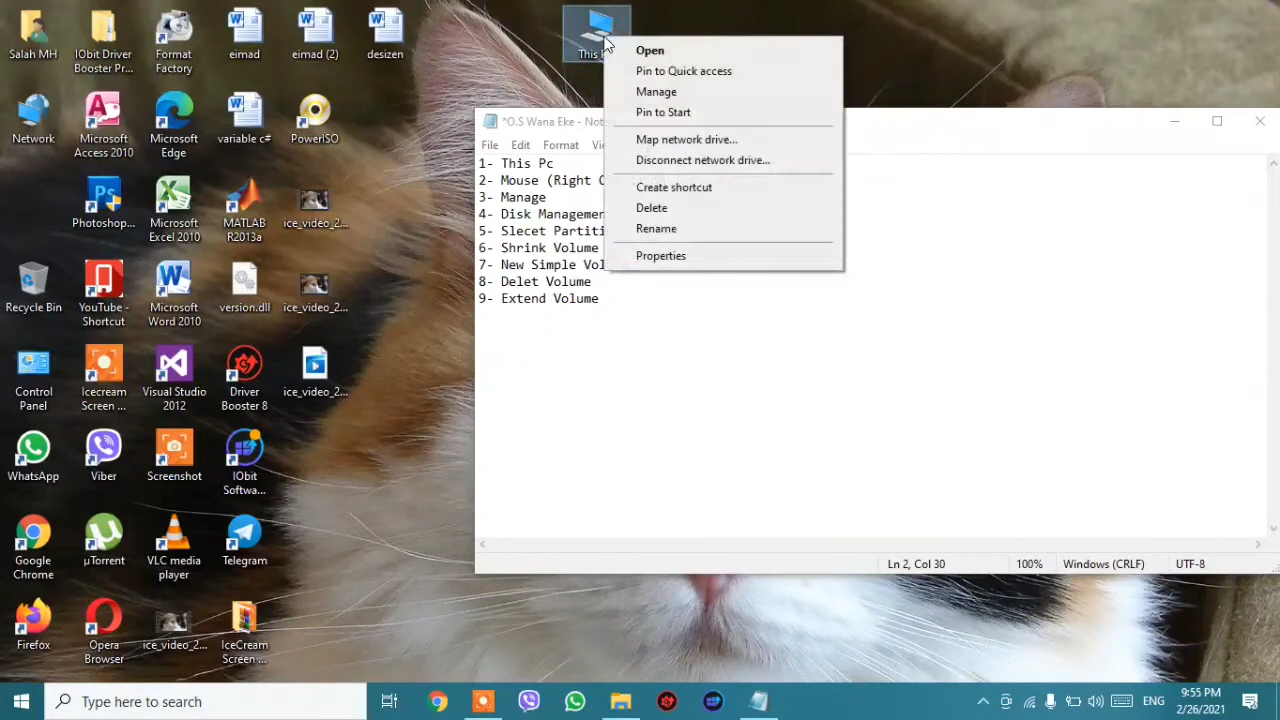 Salah MH
IObit Driver
Booster Pr...
Format
Factory
eimad
eimad (2)
desizen
This
Network
Microsoft
Access 2010
Microsoft
Edge
variable c#
PowerISO
Photoshop...
Microsoft
Excel 2010
MATLAB
R2013a
ice_video_2...
Recycle Bin
YouTube -
Shortcut
Microsoft
Word 2010
version.dll
ice_video_2...
Control
Panel
Icecream
Screen ...
Visual Studio
2012
Driver
Booster 8
ice_video_2...
WhatsApp
Viber
Screenshot
IObit
Softwa...
Google
Chrome
µTorrent
VLC media
player
Telegram
Firefox
Opera
Browser
ice_video_2...
IceCream
Screen ...
Open
Pin to Quick access
Manage
Pin to Start
Map network drive...
Disconnect network drive...
Create shortcut
Delete
Rename
Properties
*O.S Wana Eke - Not
File Edit Format Vi
1- This Pc
2- Mouse (Right C
3- Manage
4- Disk Managemen
5- Slecet Partiti
6- Shrink Volume
7- New Simple Vol
8- Delet Volume
9- Extend Volume
Ln 2, Col 30 100% Windows (CRLF) UTF-8
Type here to search
ENG
9:55 PM
2/26/2021